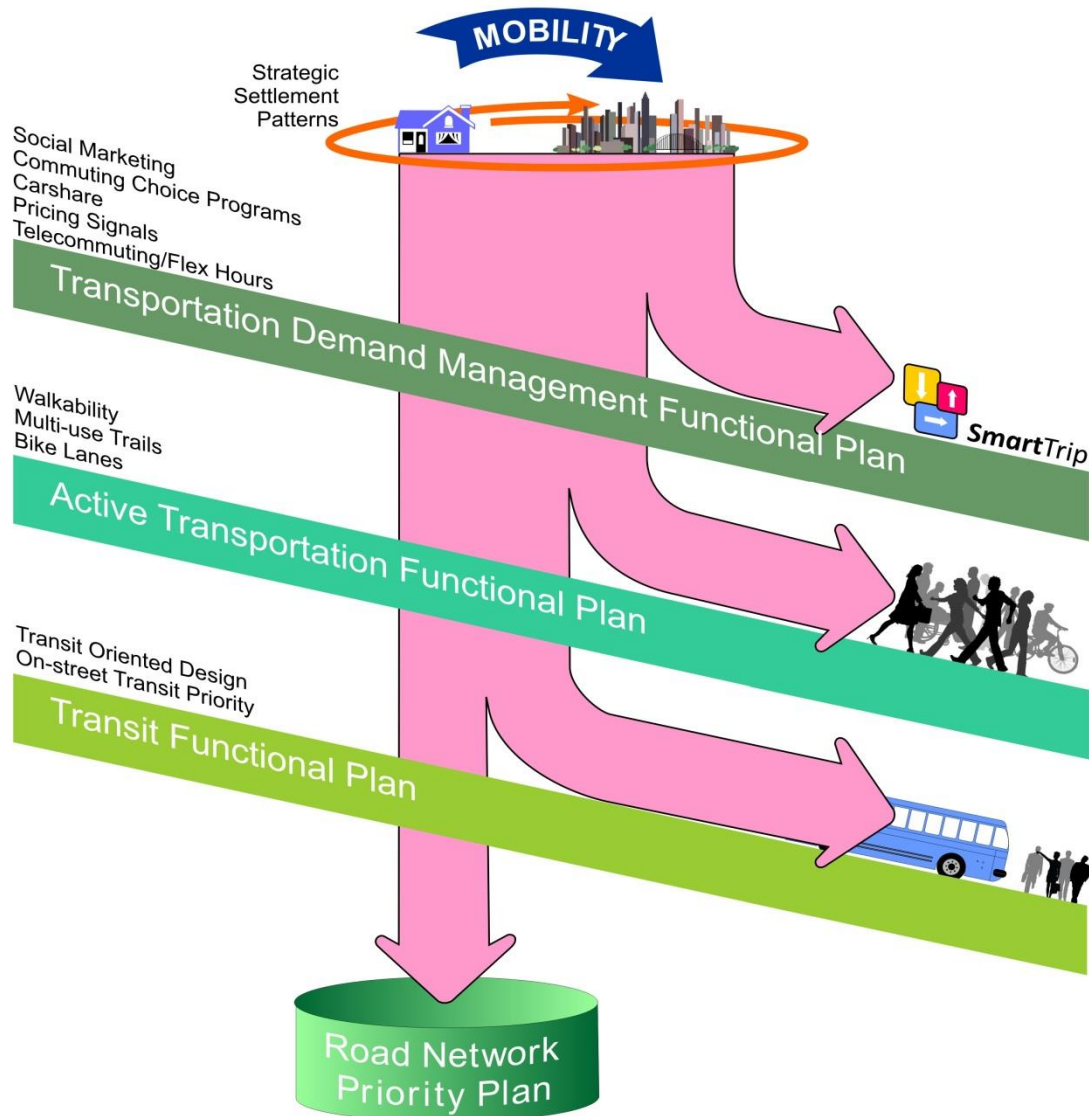 MOBILITY
Strategic
Settlement
Patterns
Social Marketing
Commuting Choice Programs
Carshare
Pricing Signals
Telecommuting/Flex Hours
Transportation Demand Management Functional Plan
SmartTrip
Walkability
Multi-use Trails
Bike Lanes
Active Transportation Functional Plan
Transit Oriented Design
On-street Transit Priority
Transit Functional Plan
Road Network
Priority Plan